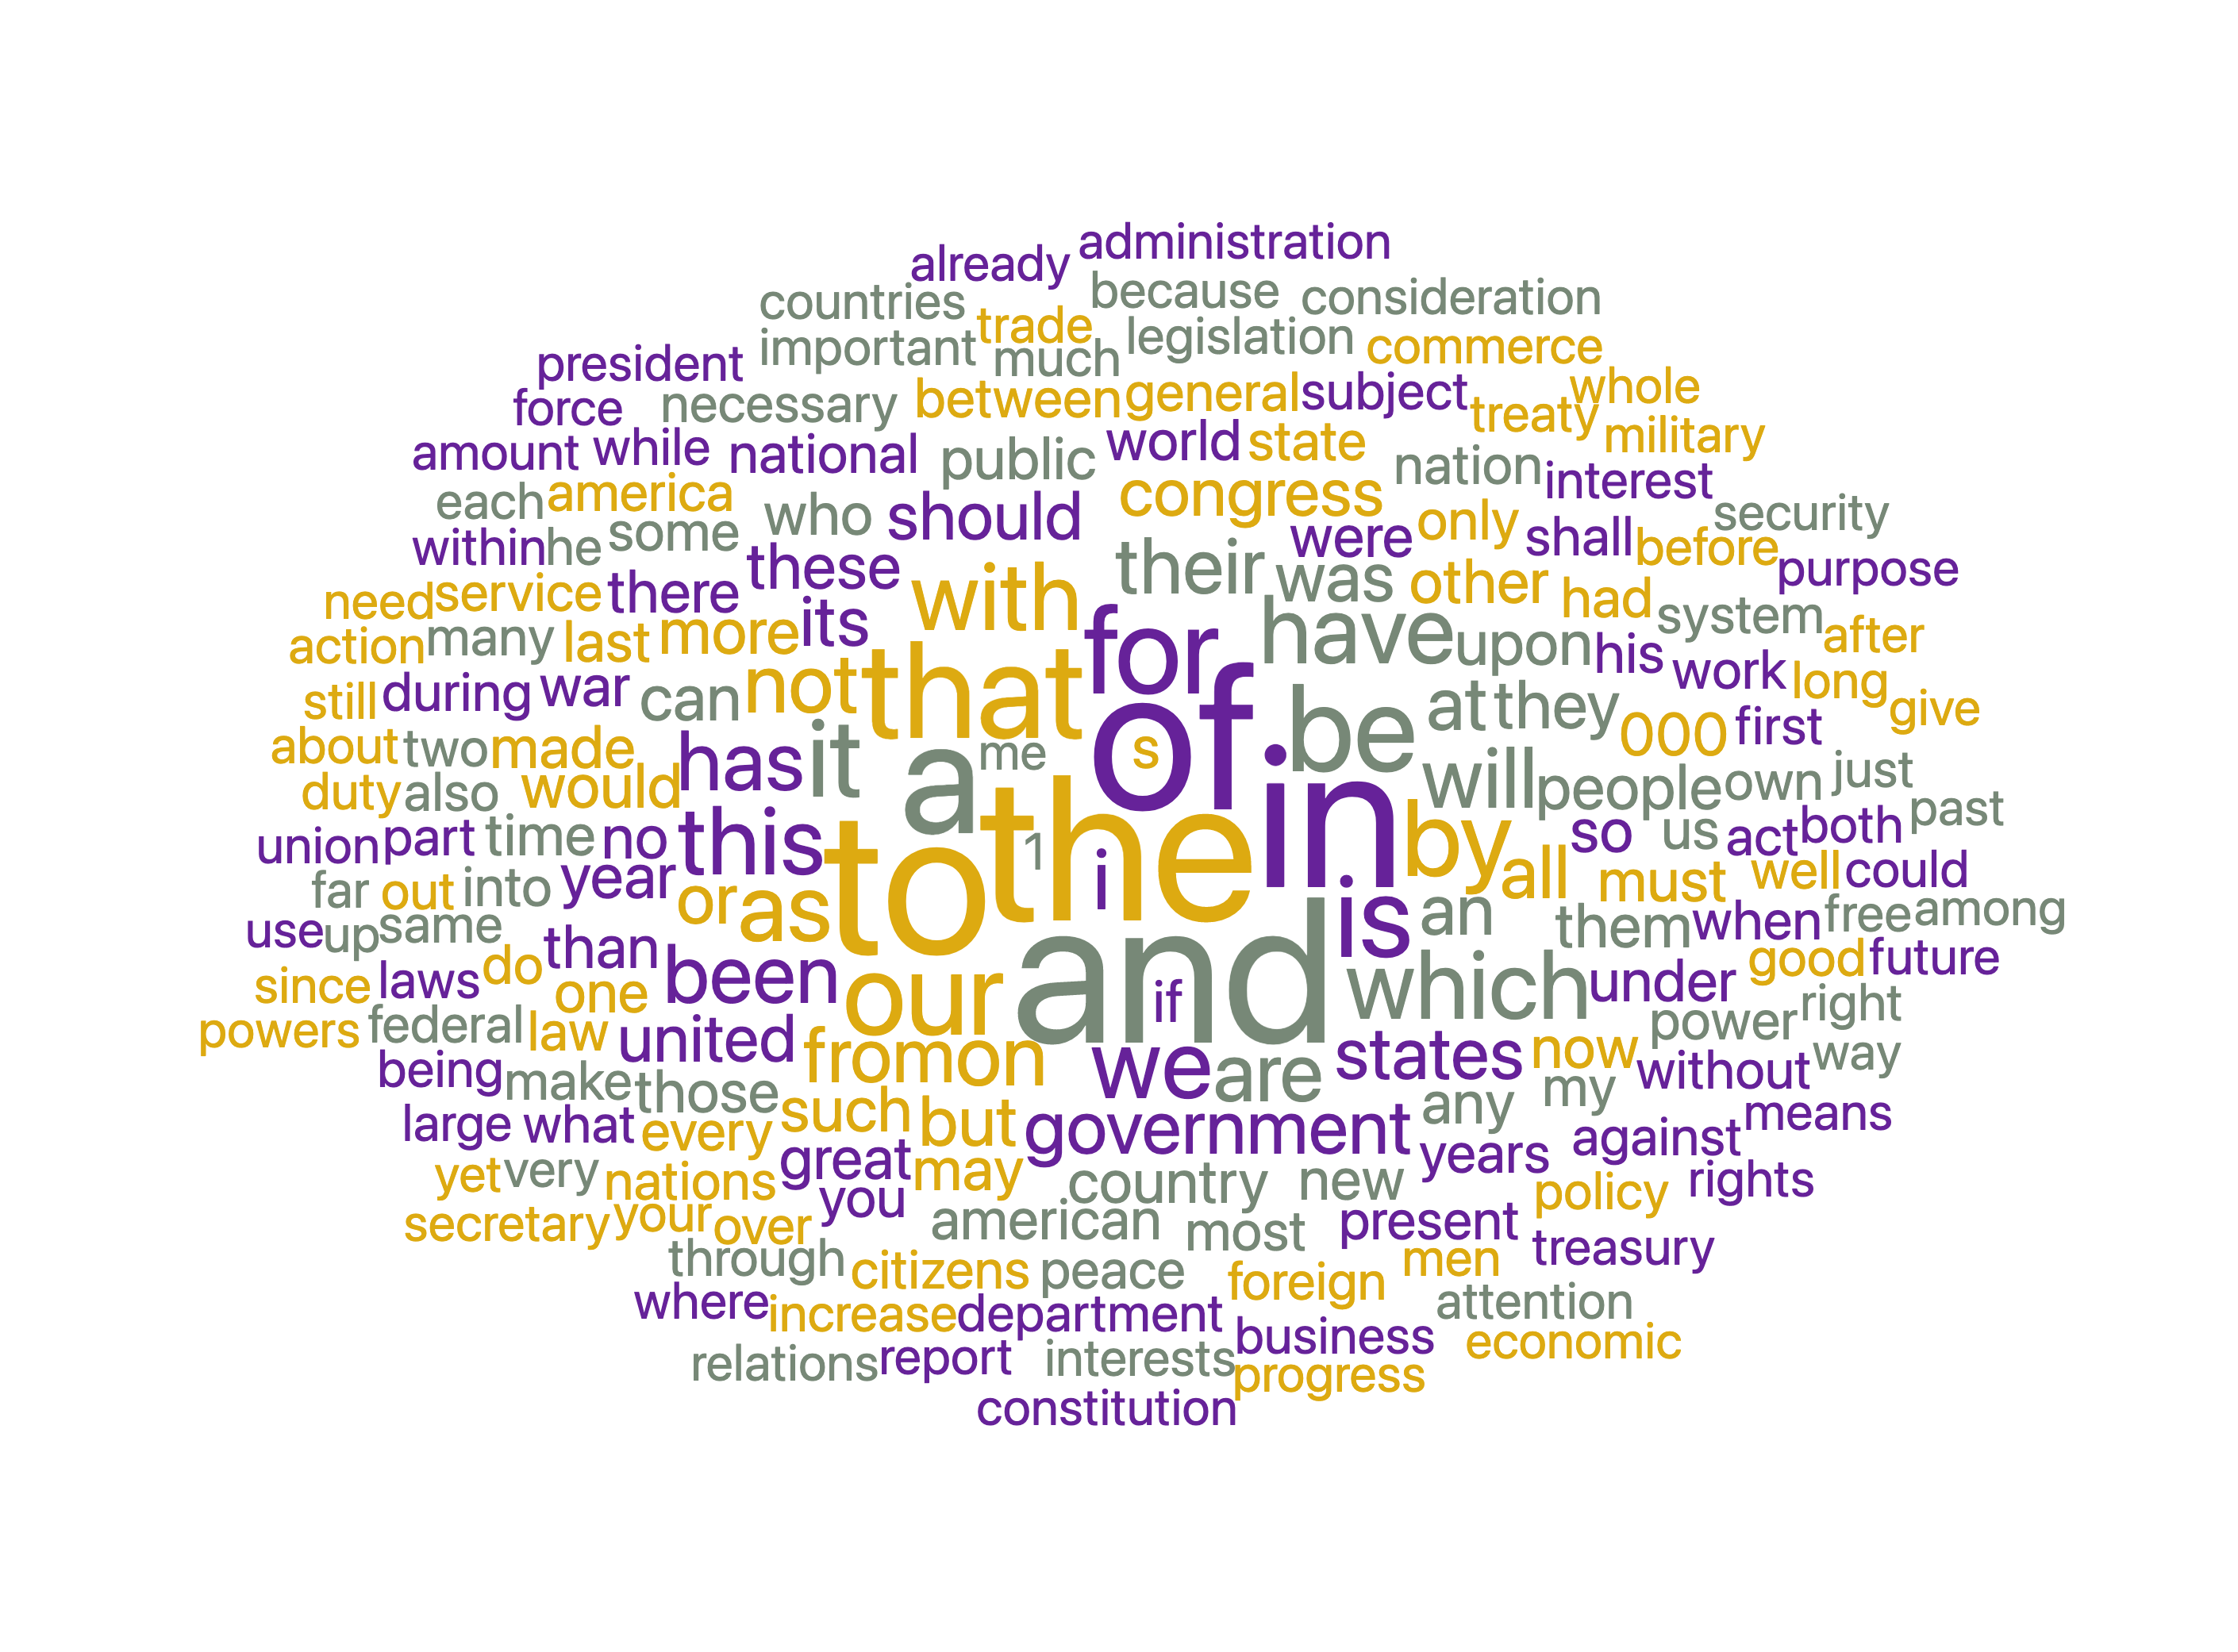 administration
already
because
countries
consideration
trade
legislation
important
much
commerce
president
whole
force
necessary
between
general
subject
treaty
military
amount
while
national
public
world
state
nation
interest
each
america
who
should
congress
only
security
within
he
some
these
their
were
shall
before
purpose
need
service
there
with
was
other
had
system
action
many
last
more
its
for
have
upon
his
work
after
long
give
still
during
war
can
not
that
of
be
at
they
000
first
about
two
made
has
it
a
me
s
will
people
own
just
past
duty
also
would
in
union
part
time
no
this
to
the
1
i
by
all
so
us
act
both
far
out
into
year
or
as
is
an
must
well
could
use
up
same
than
and
them
when
free
among
since
laws
do
one
been
our
if
which
under
good
future
powers
federal
law
united
from
on
we
are
states
now
power
right
being
make
those
such
but
government
any
my
without
way
large
what
every
great
may
years
against
means
yet
very
nations
you
country
new
policy
rights
secretary
your
over
american
most
present
treasury
through
citizens
peace
foreign
men
where
increase
department
business
attention
economic
relations
report
interests
progress
constitution